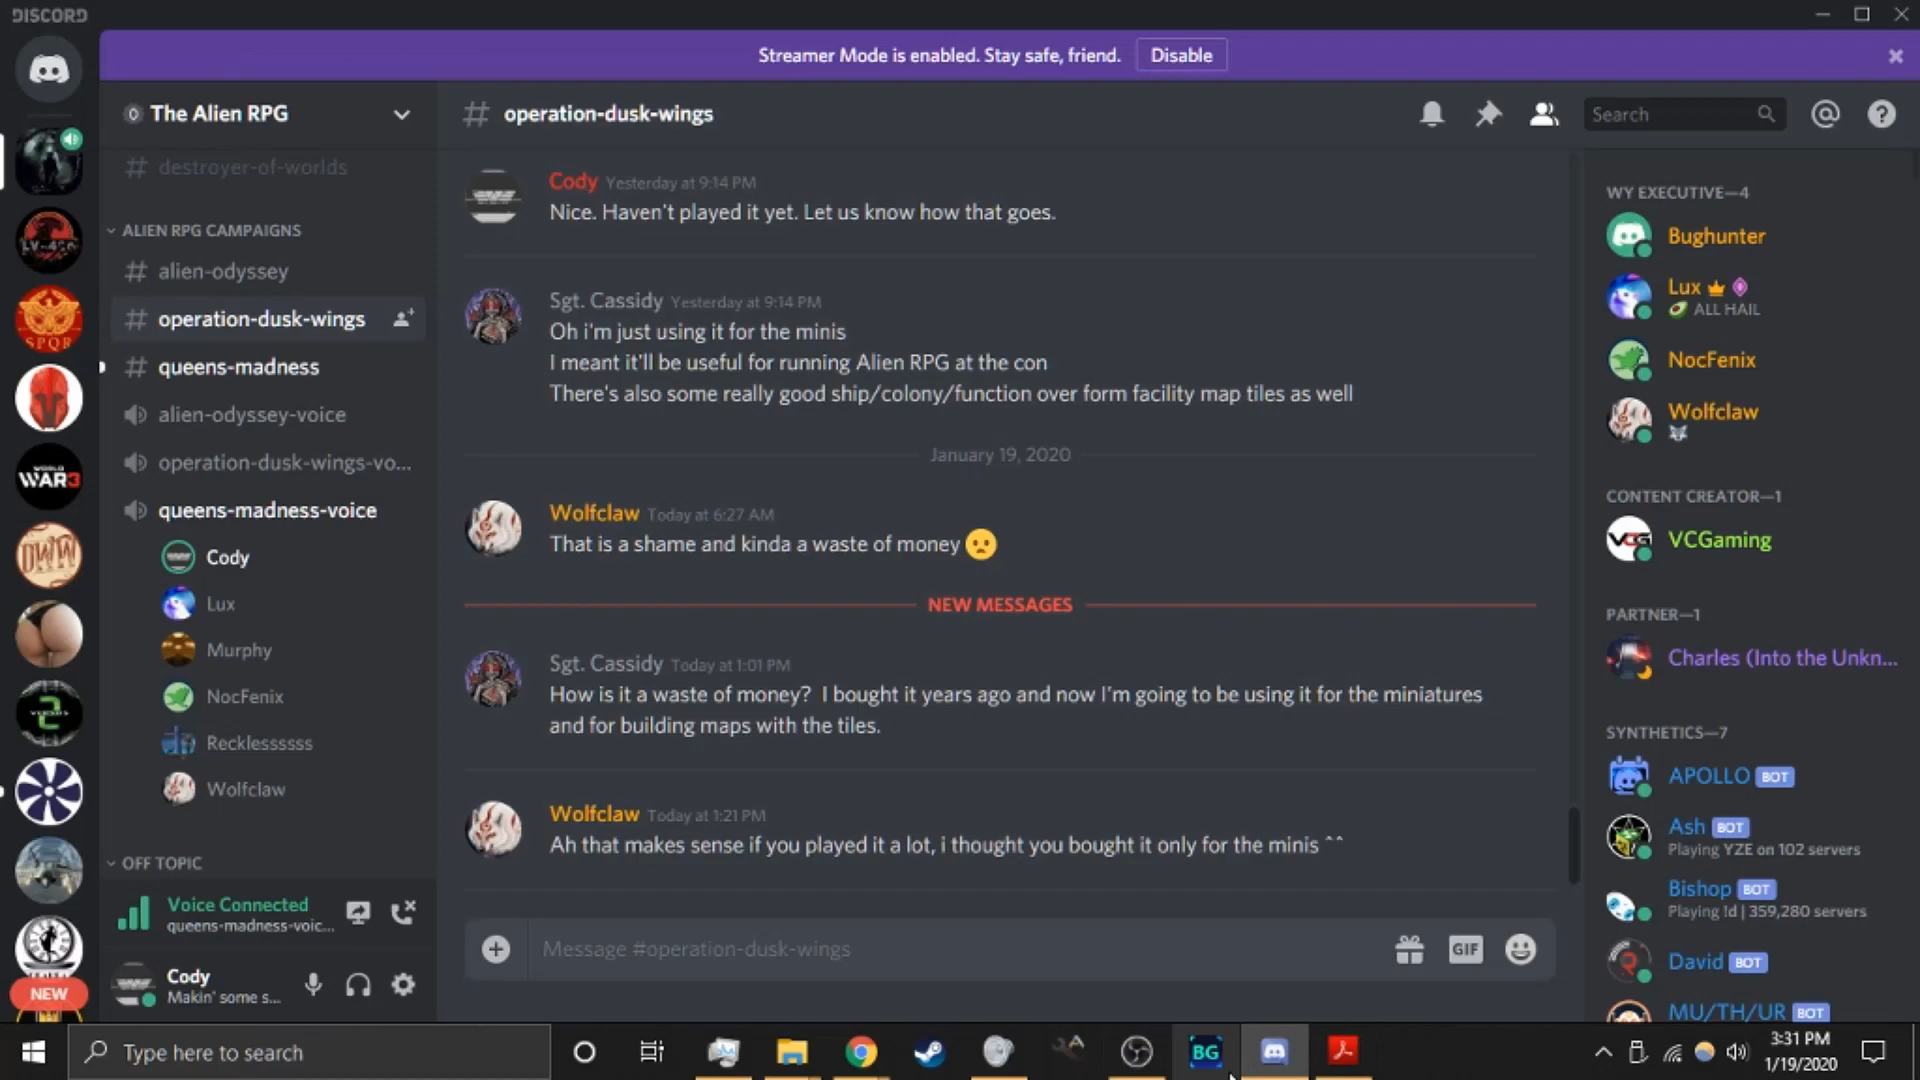 DISCORD
Streamer Mode is enabled. Stay safe, friend.
Disable
The Alien RPG
destroyer-of-worlds
ALIEN RPG CAMPAIGNS
alien-odyssey
operation-dusk-wings
queens-madness
alien-odyssey-voice
operation-dusk-wings-vo...
queens-madness-voice
Cody
Lux
Murphy
NocFenix
Recklessssss
Wolfclaw
OFF TOPIC
Voice Connected
queens-madness-voic...
Cody
Makin' some s...
LV-426
SPQR
WORLD
WAR3
OWW
2
NEW
# operation-dusk-wings
Search
Cody Yesterday at 9:14 PM
Nice. Haven't played it yet. Let us know how that goes.
Sgt. Cassidy Yesterday at 9:14 PM
Oh i'm just using it for the minis
I meant it'll be useful for running Alien RPG at the con
There's also some really good ship/colony/function over form facility map tiles as well
January 19, 2020
Wolfclaw Today at 6:27 AM
That is a shame and kinda a waste of money
NEW MESSAGES
Sgt. Cassidy Today at 1:01 PM
How is it a waste of money? I bought it years ago and now I'm going to be using it for the miniatures
and for building maps with the tiles.
Wolfclaw Today at 1:21 PM
Ah that makes sense if you played it a lot, i thought you bought it only for the minis ^^
Message #operation-dusk-wings
GIF
WY EXECUTIVE—4
Bughunter
Lux
ALL HAIL
NocFenix
Wolfclaw
CONTENT CREATOR—1
VCG
VCGaming
PARTNER—1
Charles (Into the Unkn...
SYNTHETICS—7
APOLLO BOT
Ash BOT
Playing YZE on 102 servers
Bishop BOT
Playing !d | 359,280 servers
David BOT
MU/TH/UR BOT
Type here to search
BG
3:31 PM
1/19/2020